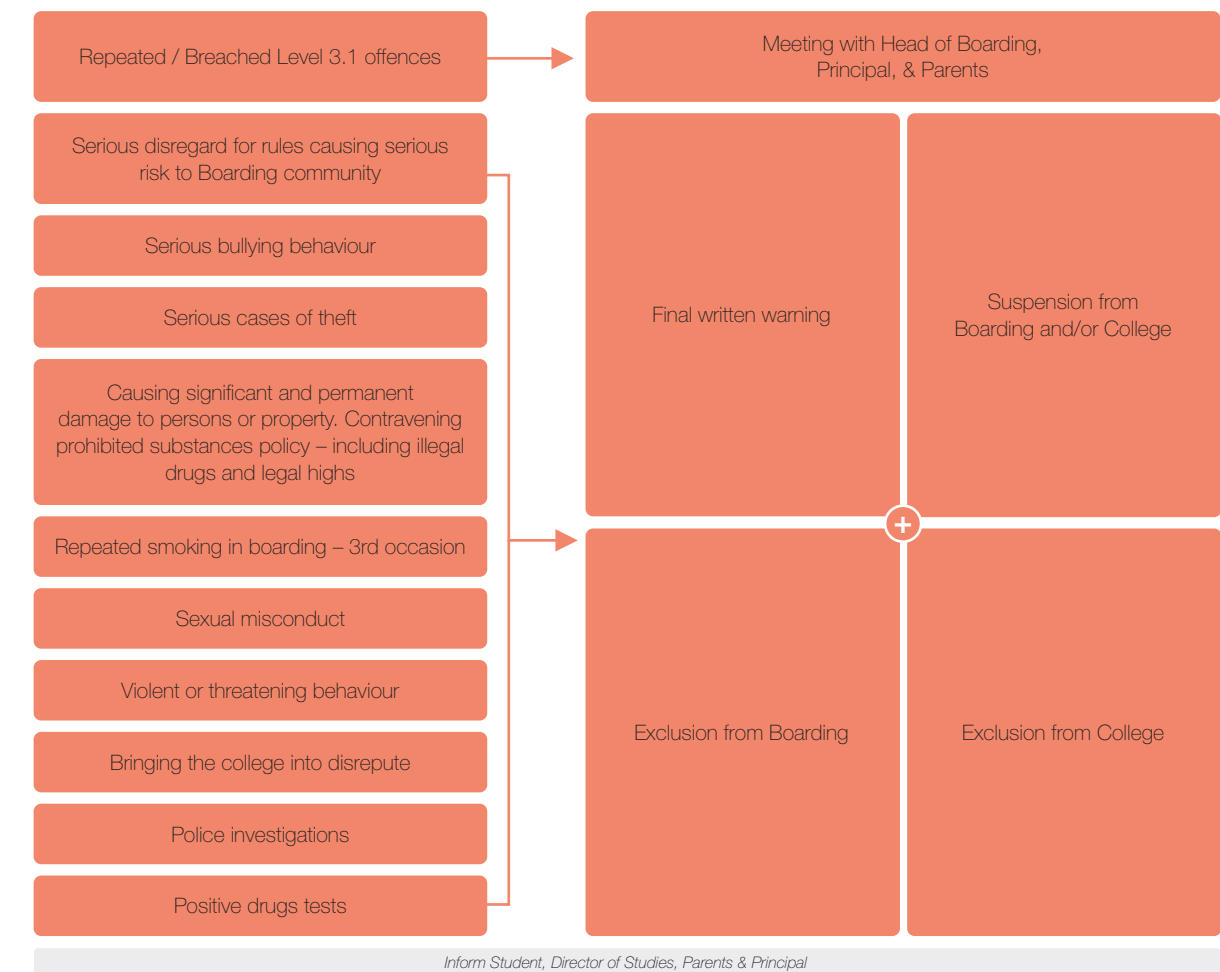 Repeated / Breached Level 3.1 offences
Meeting with Head of Boarding,
Principal, & Parents
Serious disregard for rules causing serious
risk to Boarding community
Serious bullying behaviour
Serious cases of theft
Causing significant and permanent
damage to persons or property. Contravening
prohibited substances policy – including illegal
drugs and legal highs
Repeated smoking in boarding – 3rd occasion
Sexual misconduct
Violent or threatening behaviour
Bringing the college into disrepute
Police investigations
Positive drugs tests
Final written warning
Suspension from
Boarding and/or College
+
Exclusion from Boarding
Exclusion from College
Inform Student, Director of Studies, Parents & Principal